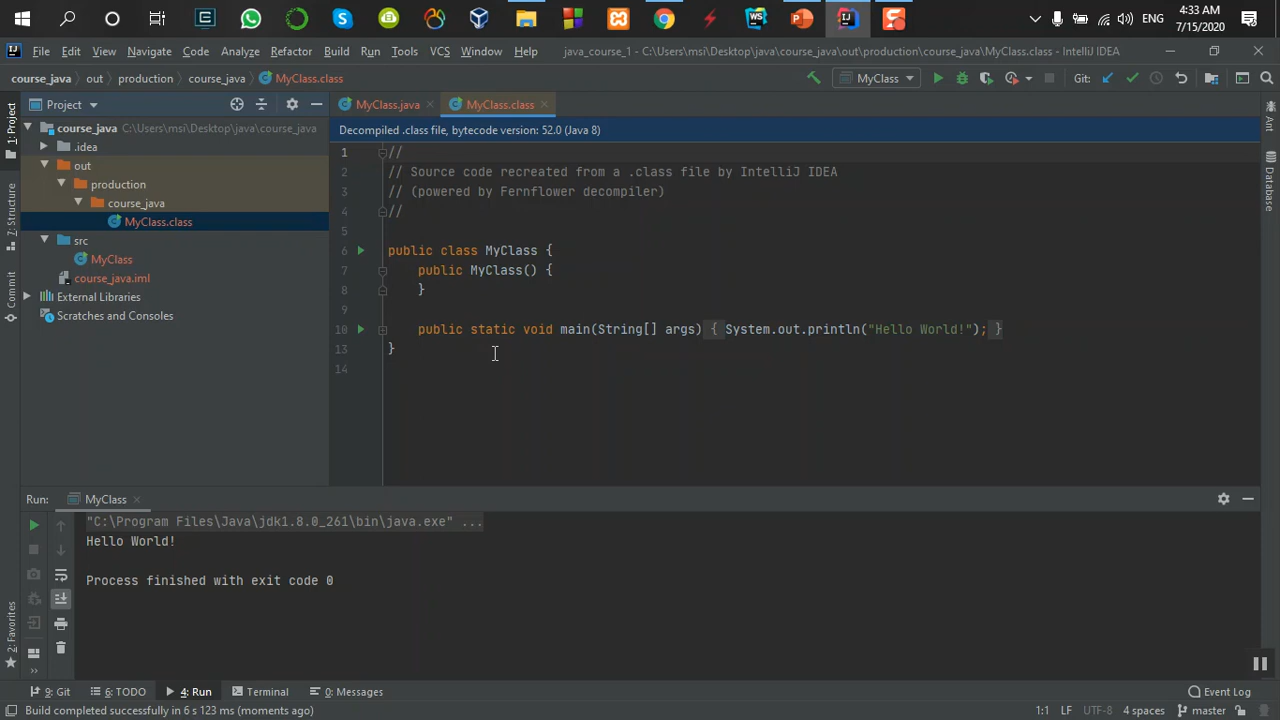 ENG
4:33 AM
7/15/2020
File Edit View Navigate Code Analyze Refactor Build Run Tools VCS Window Help java_course_1 - C:\Users\msi\Desktop\java\course_java\out\production\course_java\MyClass.class - IntelliJ IDEA
course_java out production course_java MyClass.class MyClass Git:
Project MyClass.java MyClass.class
course_java C:\Users\msi\Desktop\java\course_java
.idea
out
production
course_java
MyClass.class
src
MyClass
course_java.iml
External Libraries
Scratches and Consoles
1: Project
7: Structure
Commit
2: Favorites
Ant
Database
Decompiled .class file, bytecode version: 52.0 (Java 8)
1 //
2 // Source code recreated from a .class file by IntelliJ IDEA
3 // (powered by Fernflower decompiler)
4 //
5
6 public class MyClass {
7 public MyClass() {
8 }
9
10 public static void main(String[] args) { System.out.println("Hello World!"); }
13 }
14
Run: MyClass
"C:\Program Files\Java\jdk1.8.0_261\bin\java.exe" ...
Hello World!
Process finished with exit code 0
9: Git 6: TODO 4: Run Terminal 0: Messages Event Log
Build completed successfully in 6 s 123 ms (moments ago) 1:1 LF UTF-8 4 spaces master